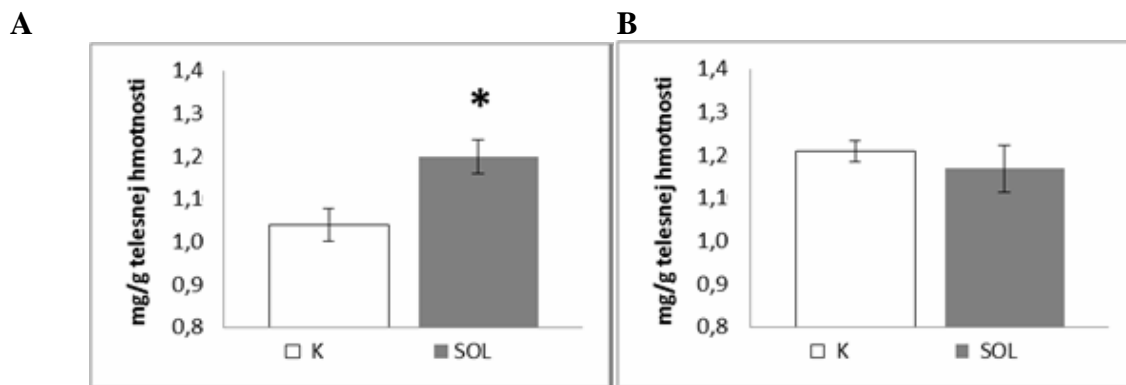 A
mg/g telesnej hmotnosti
1,4
1,3
1,2
1,1
1,0
0,9
0,8
*
K
SOL
B
mg/g telesnej hmotnosti
1,4
1,3
1,2
1,1
1,0
0,9
0,8
K
SOL